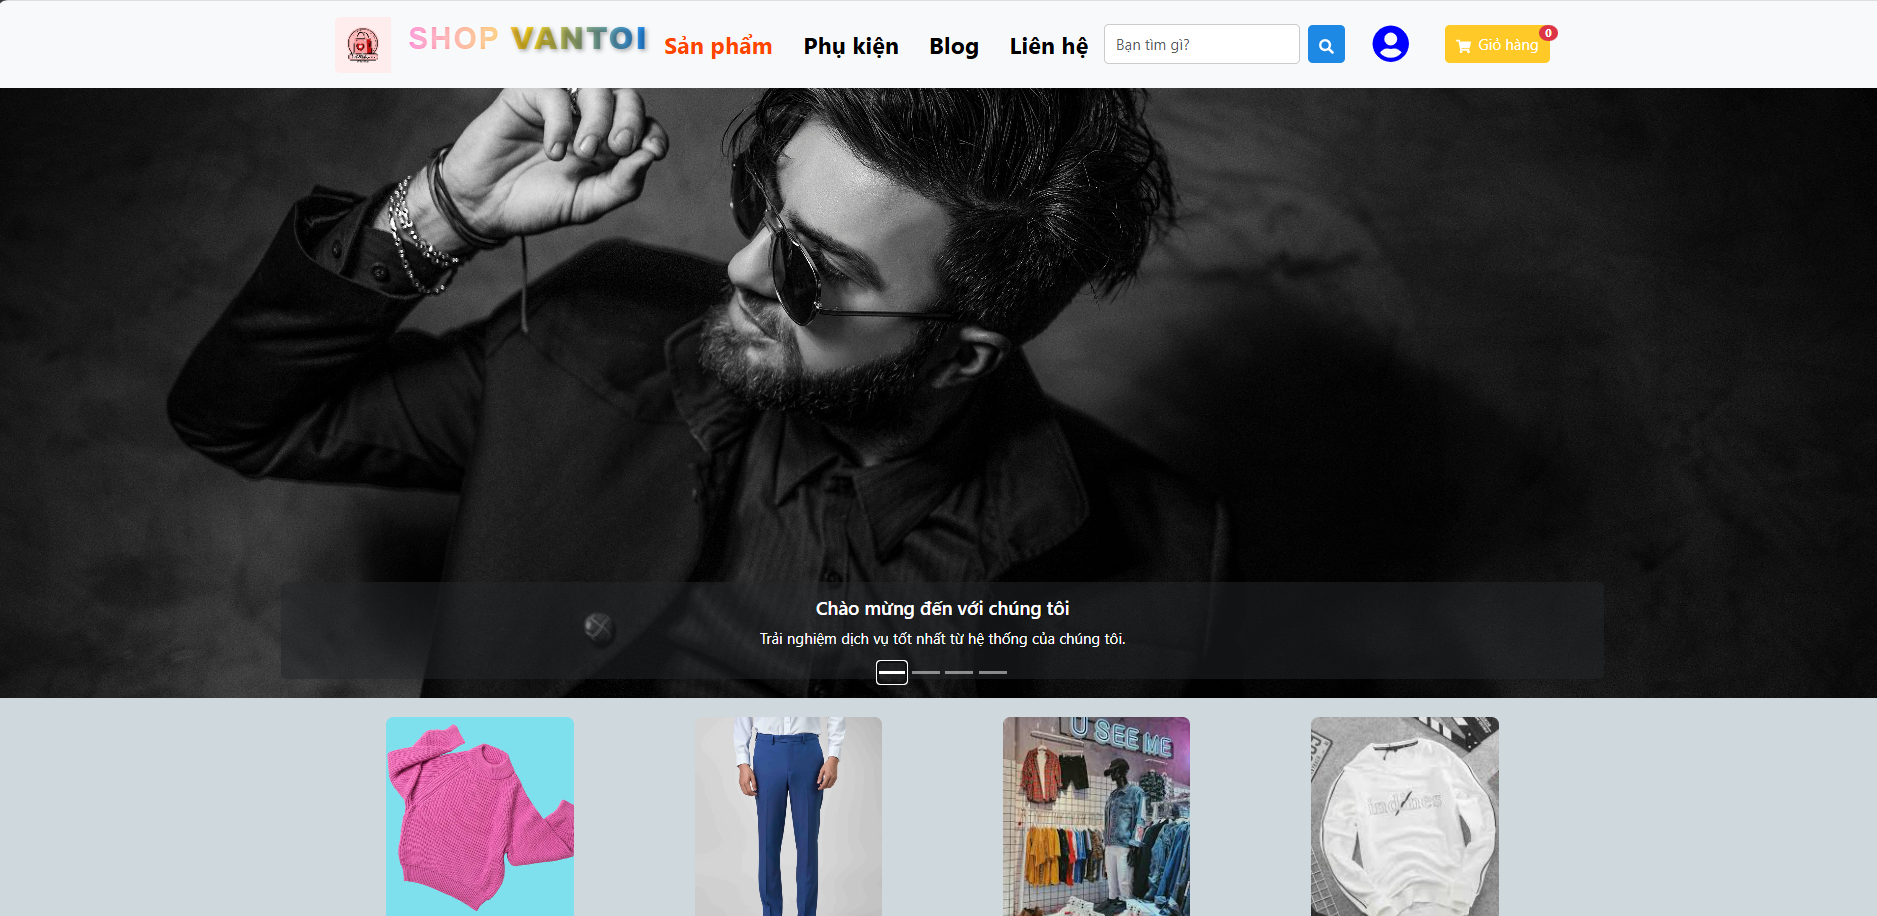 SHOP VANTOI
Sản phẩm
Phụ kiện
Blog
Liên hệ
Bạn tìm gì?
Giỏ hàng
0
Chào mừng đến với chúng tôi
Trải nghiệm dịch vụ tốt nhất từ hệ thống của chúng tôi.
U SEE ME